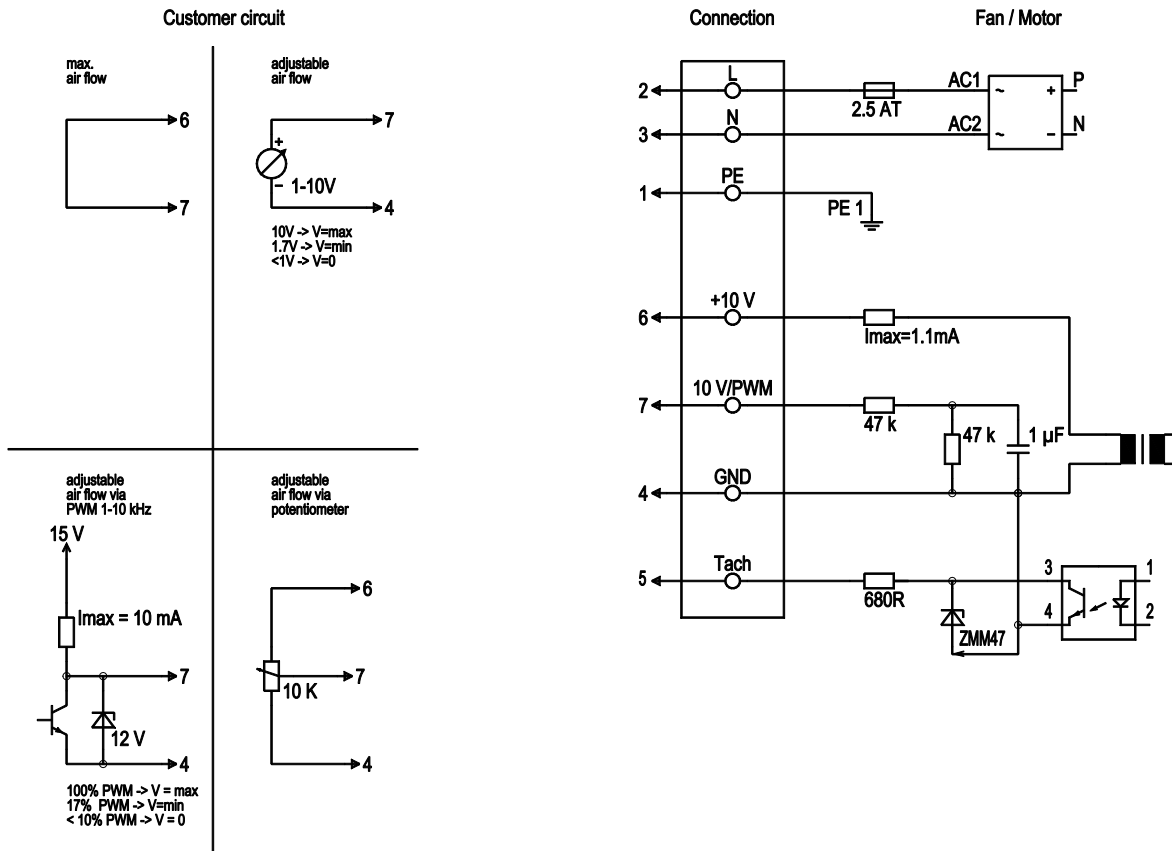 Customer circuit
max.
air flow
6
7
adjustable
air flow
7
+
–
1-10V
4
10V -> V=max
1.7V -> V=min
<1V -> V=0
adjustable
air flow via
PWM 1-10 kHz
15 V
Imax = 10 mA
7
12 V
4
100% PWM -> V = max
17% PWM -> V=min
< 10% PWM -> V = 0
adjustable
air flow via
potentiometer
6
7
10 K
4
Connection
Fan / Motor
2
L
2.5 AT
AC1
~
+
P
3
N
AC2
~
–
N
1
PE
PE 1
6
+10 V
Imax=1.1mA
7
10 V/PWM
47 k
47 k
1 µF
4
GND
5
Tach
680R
ZMM47
3
4
1
2